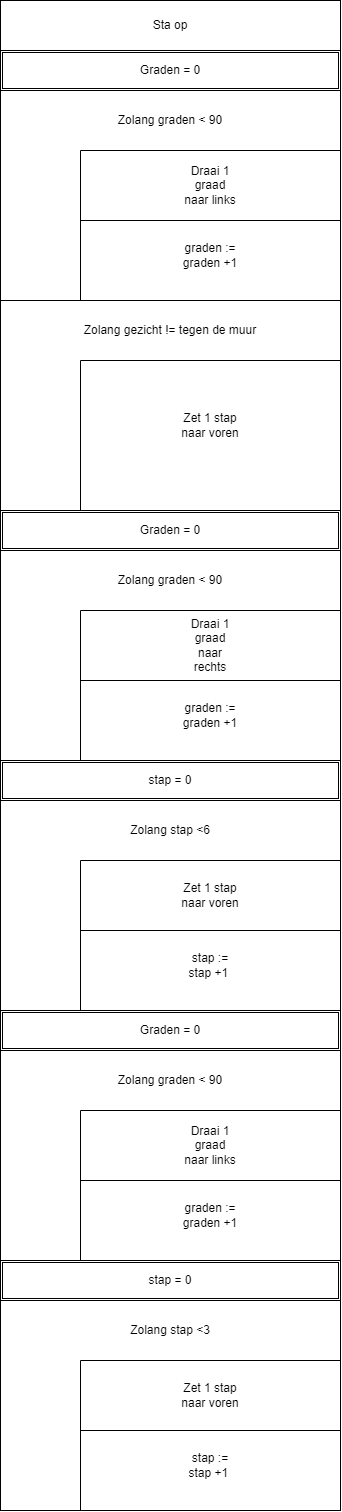 Sta op
Graden = 0
Zolang graden < 90
Draai 1
graad
naar links
graden :=
graden +1
Zolang gezicht != tegen de muur
Zet 1 stap
naar voren
Graden = 0
Zolang graden < 90
Draai 1
graad
naar
rechts
graden :=
graden +1
stap = 0
Zolang stap <6
Zet 1 stap
naar voren
stap :=
stap +1
Graden = 0
Zolang graden < 90
Draai 1
graad
naar links
graden :=
graden +1
stap = 0
Zolang stap <3
Zet 1 stap
naar voren
stap :=
stap +1